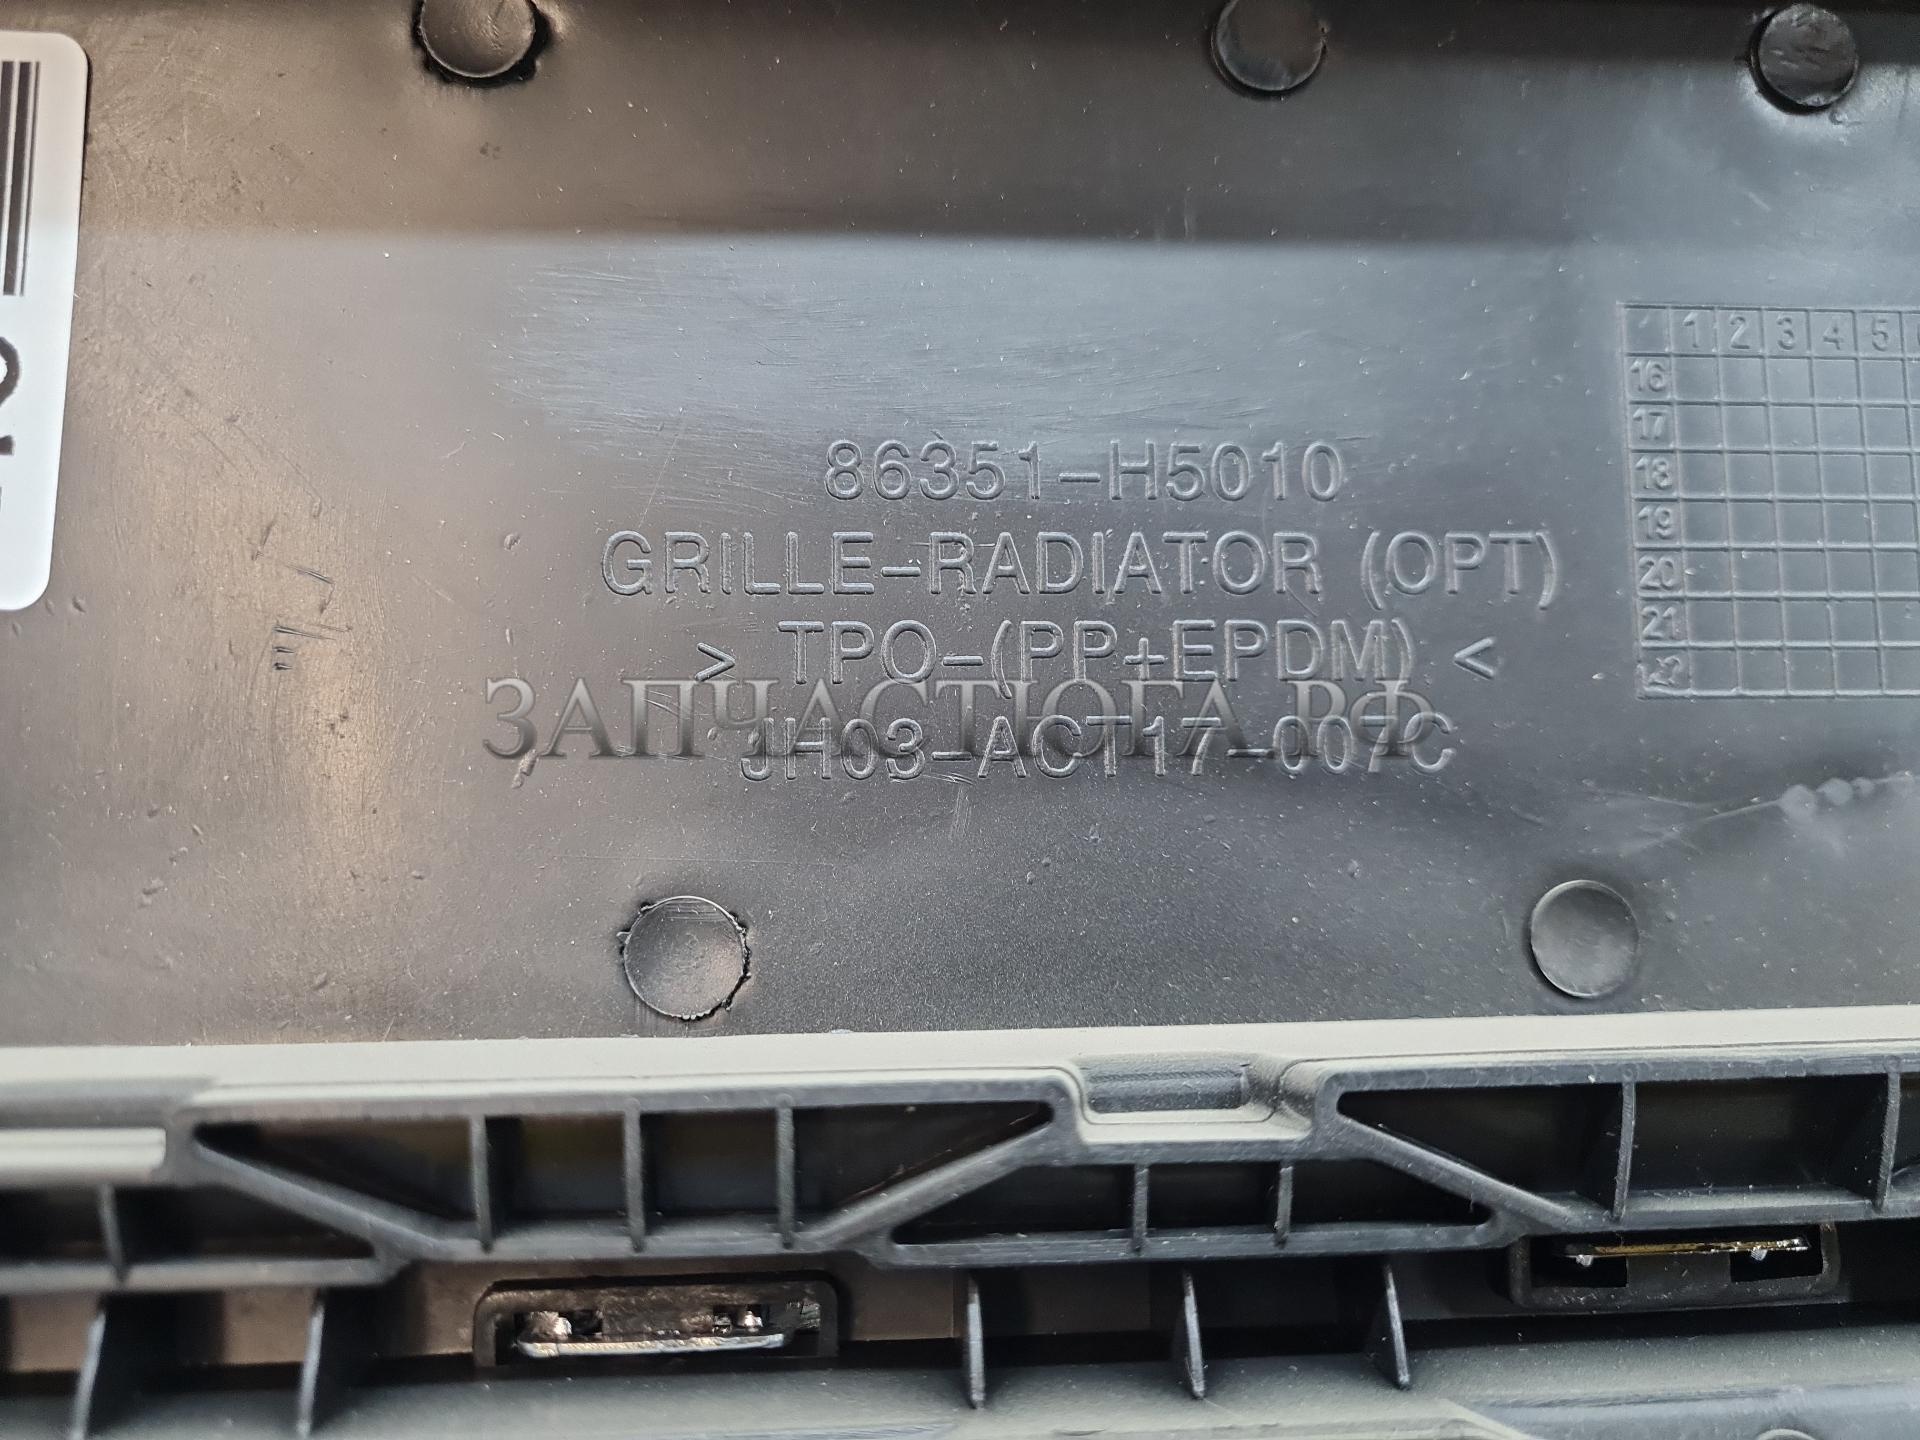 86351-H5010
GRILLE-RADIATOR (OPT)
> TPO-(PP+EPDM) <
ЗАПЧАСТЮГА.РФ
JH03-ACT17-007C
1 2 3 4 5
16
17
18
19
20
21
22